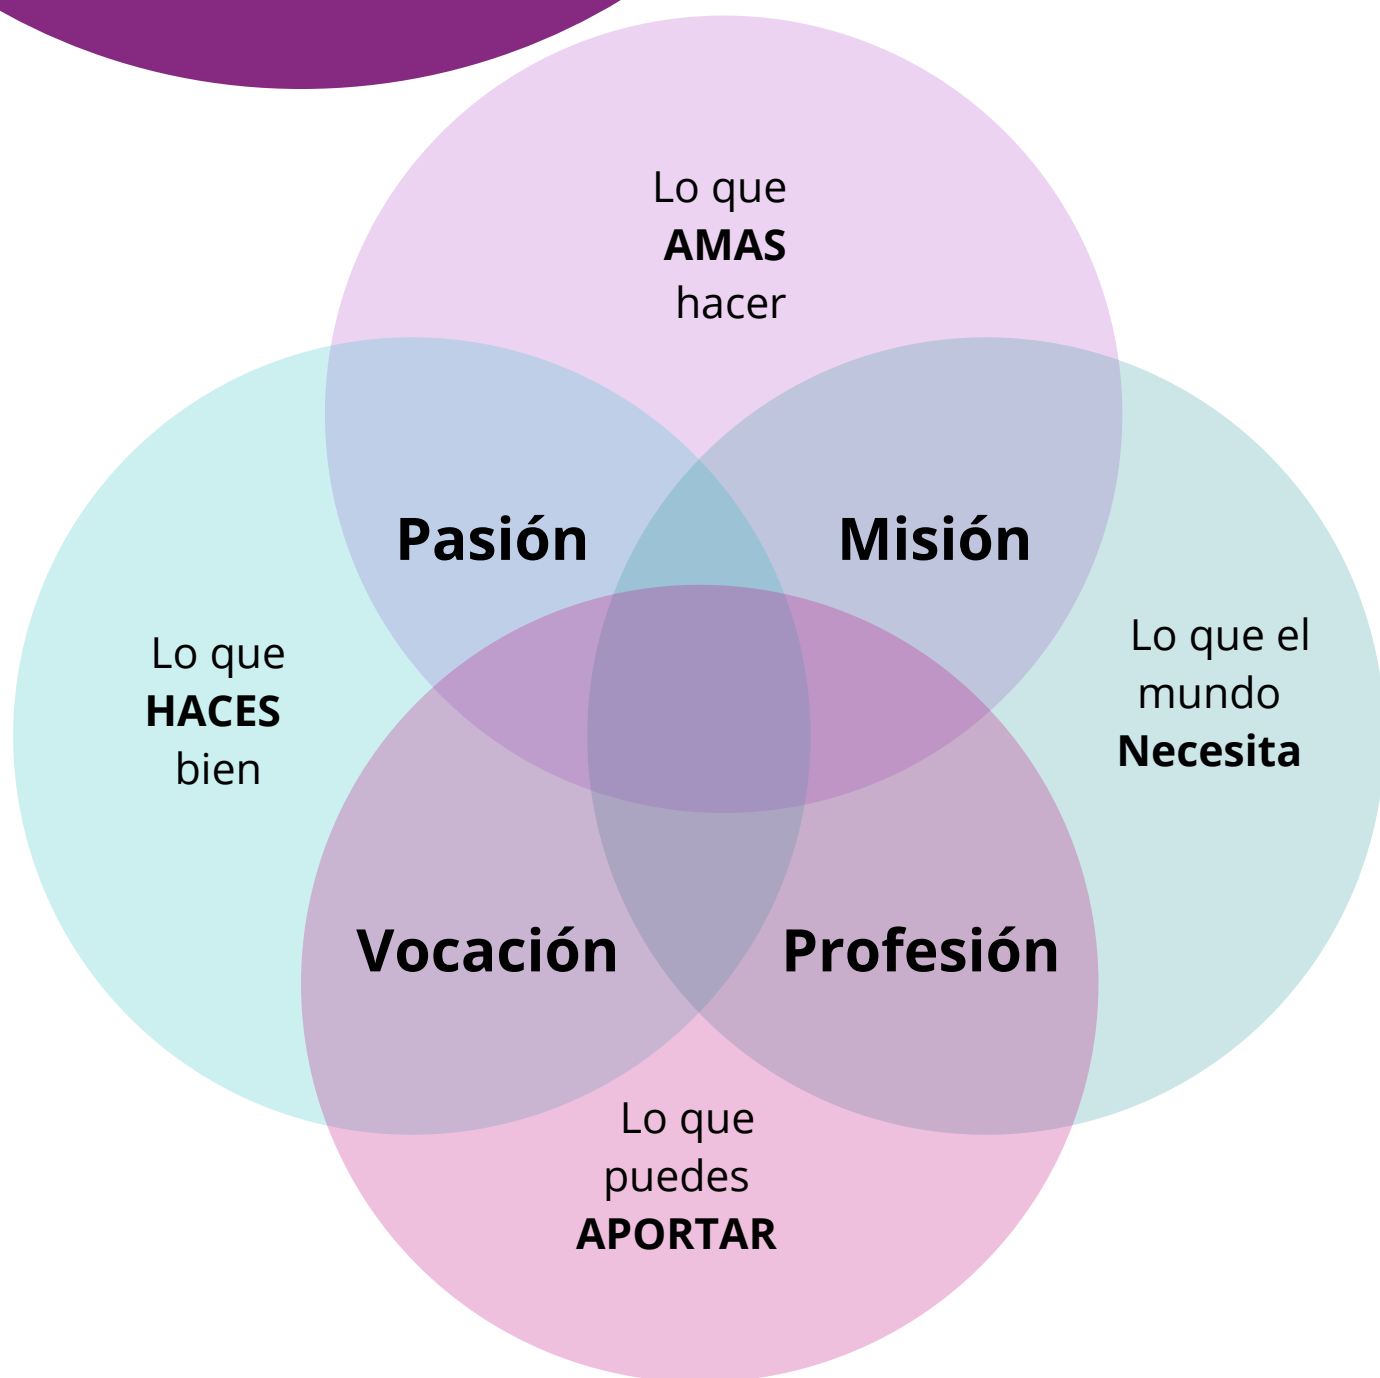 Lo que
AMAS
hacer
Pasión
Misión
Lo que
HACES
bien
Lo que el
mundo
Necesita
Vocación
Profesión
Lo que
puedes
APORTAR